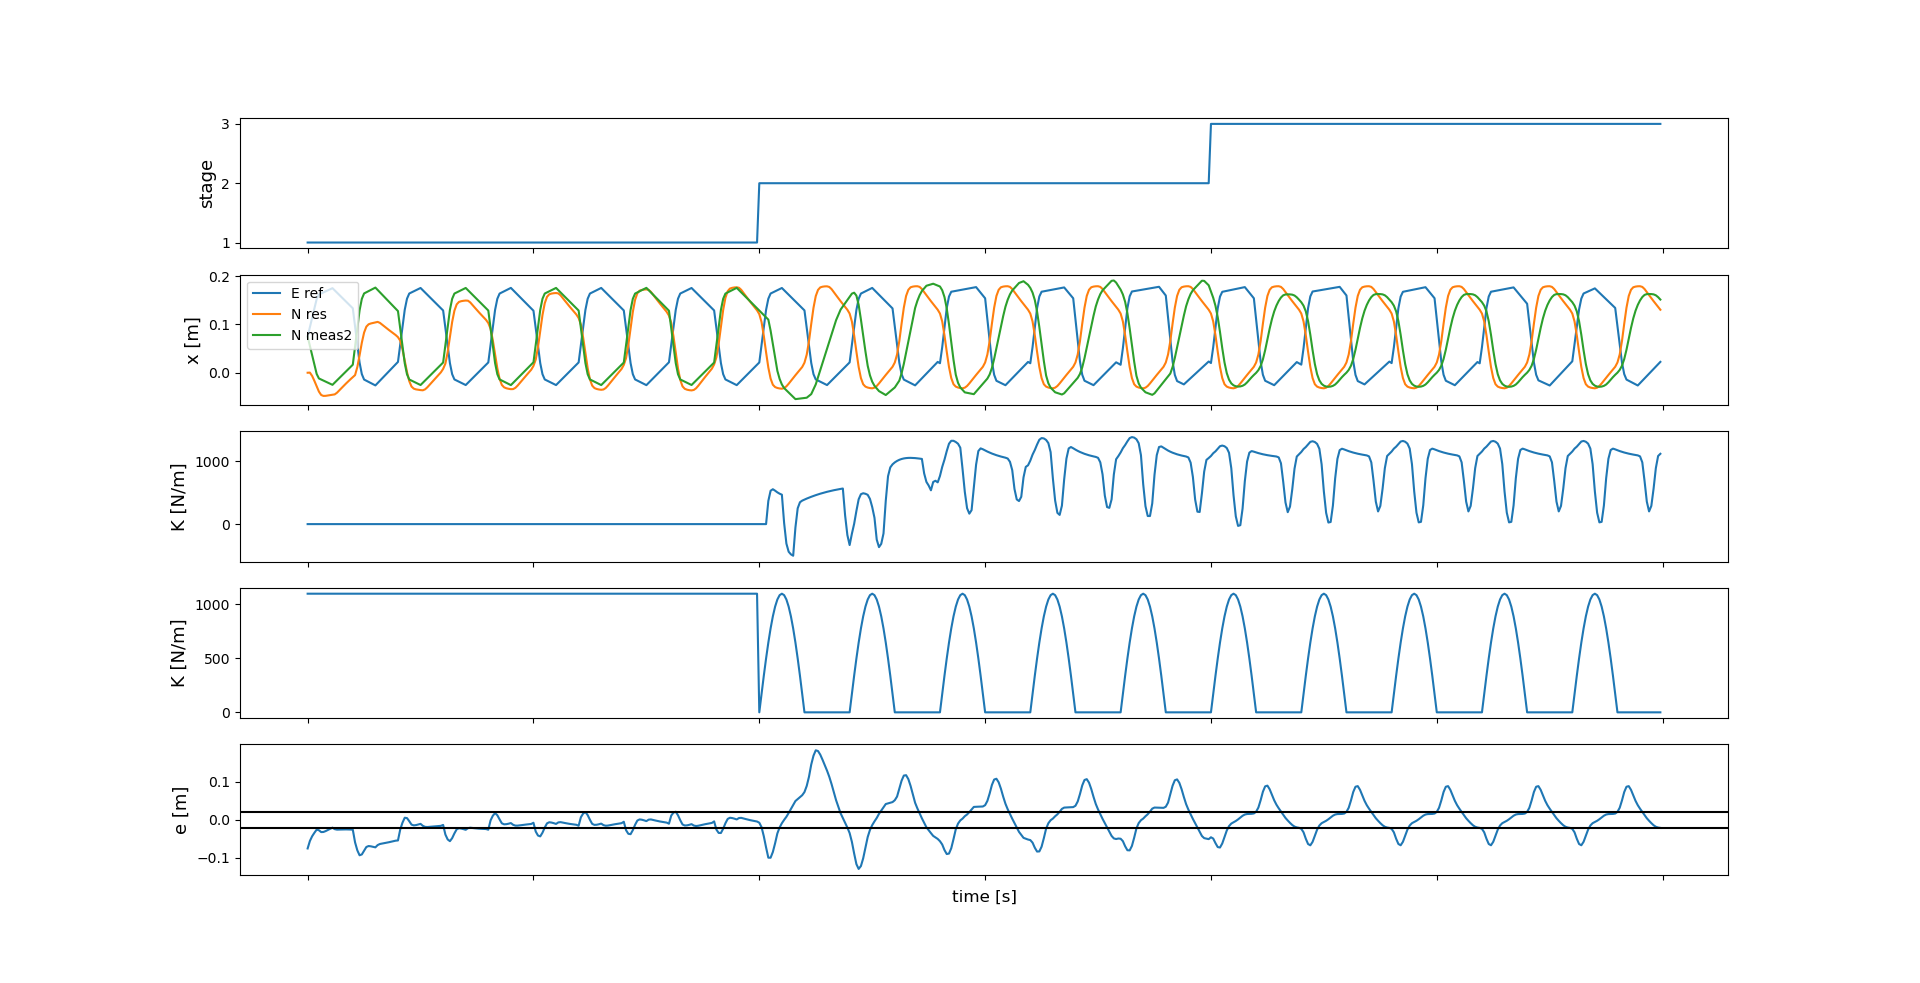 stage
3
2
1
x [m]
0.2
0.1
0.0
E ref
N res
N meas2
K [N/m]
1000
0
K [N/m]
1000
500
0
e [m]
0.1
0.0
−0.1
time [s]